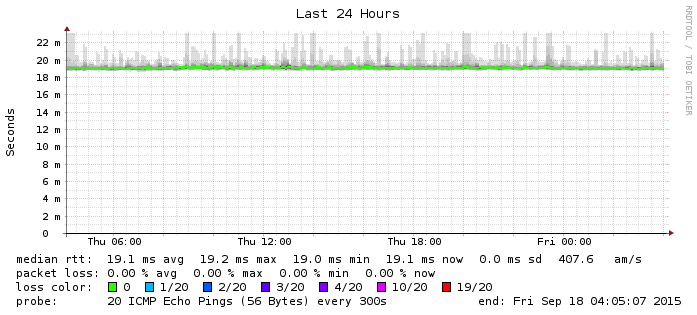 Last 24 Hours
RRDTOOL / TOBI OETIKER
Seconds
22 m
20 m
18 m
16 m
14 m
12 m
10 m
8 m
6 m
4 m
2 m
0
Thu 06:00 Thu 12:00 Thu 18:00 Fri 00:00
median rtt: 19.1 ms avg 19.2 ms max 19.0 ms min 19.1 ms now 0.0 ms sd 407.6 am/s
packet loss: 0.00 % avg 0.00 % max 0.00 % min 0.00 % now
loss color: 0 1/20 2/20 3/20 4/20 10/20 19/20
probe: 20 ICMP Echo Pings (56 Bytes) every 300s end: Fri Sep 18 04:05:07 2015